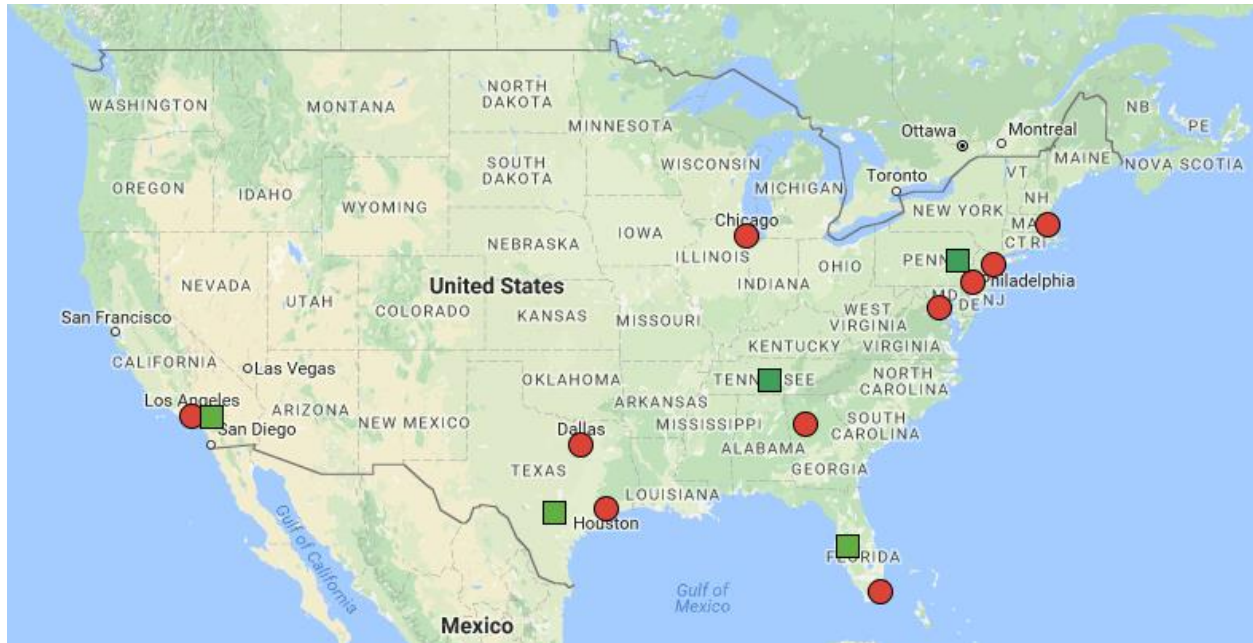 WASHINGTON
MONTANA
NORTH
DAKOTA
MINNESOTA
Ottawa
Montreal
NB
PE
MAINE
NOVA SCOTIA
OREGON
IDAHO
WYOMING
SOUTH
DAKOTA
WISCONSIN
MICHIGAN
Toronto
VT
NH
NEW YORK
MA
CT RI
Chicago
IOWA
ILLINOIS
NEBRASKA
INDIANA
OHIO
PENN
Philadelphia
MD
DE
NJ
NEVADA
UTAH
COLORADO
United States
KANSAS
MISSOURI
WEST
VIRGINIA
KENTUCKY
VIRGINIA
San Francisco
CALIFORNIA
Las Vegas
Los Angeles
San Diego
ARIZONA
NEW MEXICO
OKLAHOMA
ARKANSAS
TENN SEE
NORTH
CAROLINA
MISSISSIPPI
SOUTH
CAROLINA
ALABAMA
GEORGIA
Dallas
TEXAS
LOUISIANA
Houston
FLORIDA
Gulf of California
Gulf of
Mexico
Mexico